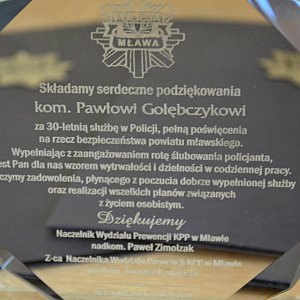 POLICJA
MŁAWA
Składamy serdeczne podziękowania
kom. Pawłowi Gołębczykowi
za 30-letnią służbę w Policji, pełną poświęcenia
na rzecz bezpieczeństwa powiatu mławskiego.
Wypełniając z zaangażowaniem rotę ślubowania policjanta,
est Pan dla nas wzorem wytrwałości i dzielności w codziennej pracy.
czymy zadowolenia, płynącego z poczucia dobrze wypełnionej służby
oraz realizacji wszelkich planów związanych
z życiem osobistym.
Dziękujemy
Naczelnik Wydziału Prewencji KPP w Mławie
nadkom. Paweł Zimolzak
Z-ca Naczelnika Wydziału Prewencji KPP w Mławie